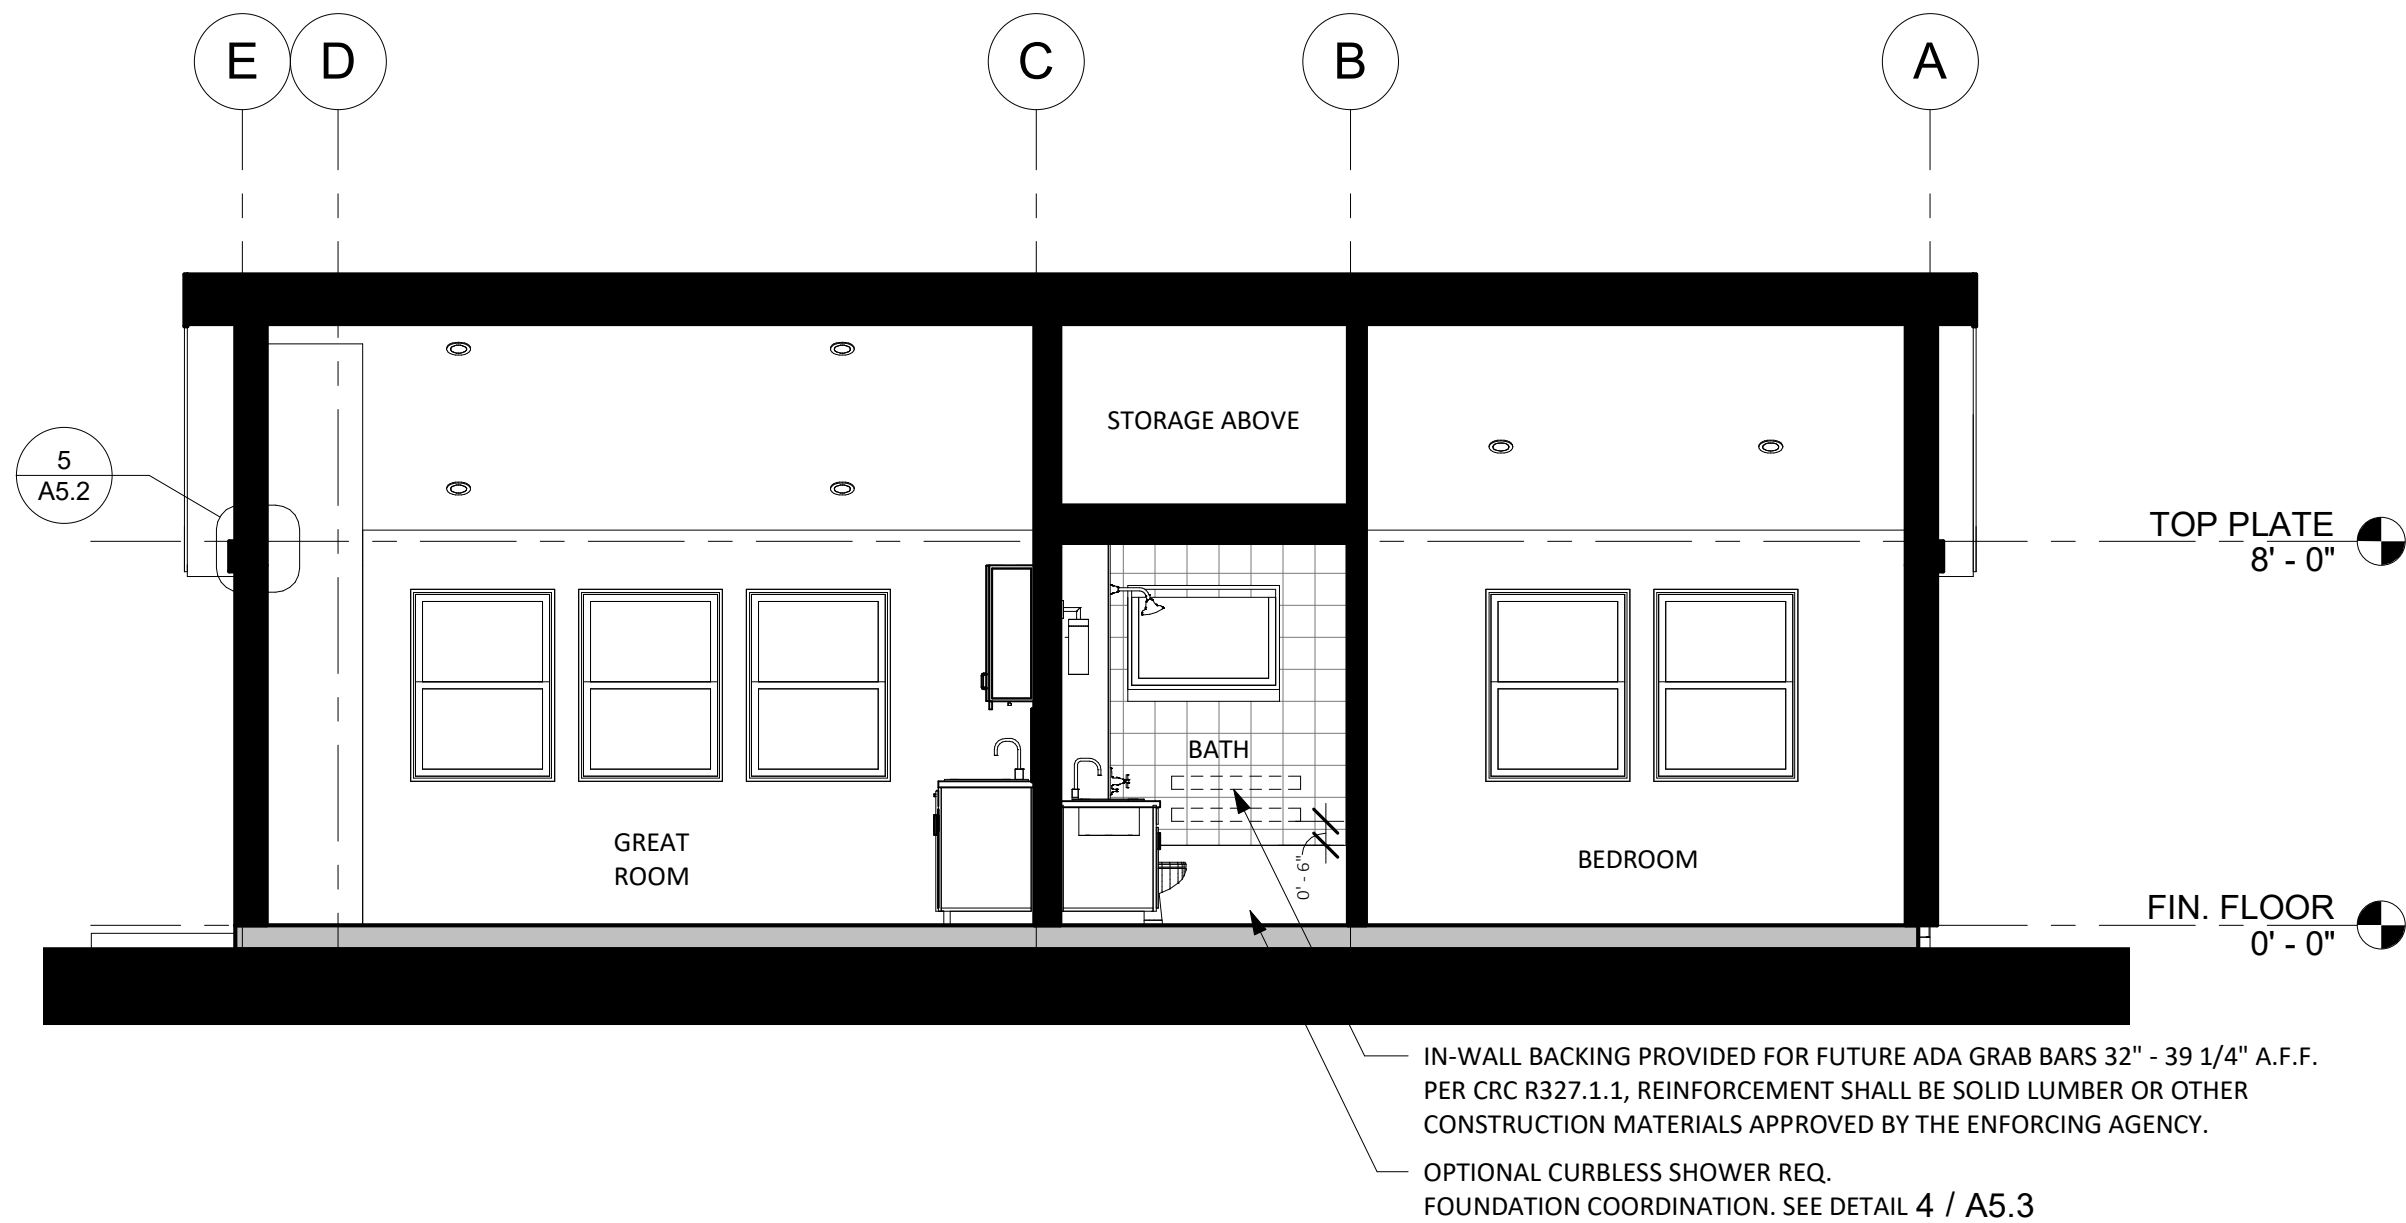 E D C B A
STORAGE ABOVE
5
A5.2
TOP PLATE
8' - 0"
BATH
GREAT
ROOM
0' - 6"
BEDROOM
FIN. FLOOR
0' - 0"
IN-WALL BACKING PROVIDED FOR FUTURE ADA GRAB BARS 32" - 39 1/4" A.F.F.
PER CRC R327.1.1, REINFORCEMENT SHALL BE SOLID LUMBER OR OTHER
CONSTRUCTION MATERIALS APPROVED BY THE ENFORCING AGENCY.
OPTIONAL CURBLESS SHOWER REQ.
FOUNDATION COORDINATION. SEE DETAIL 4 / A5.3